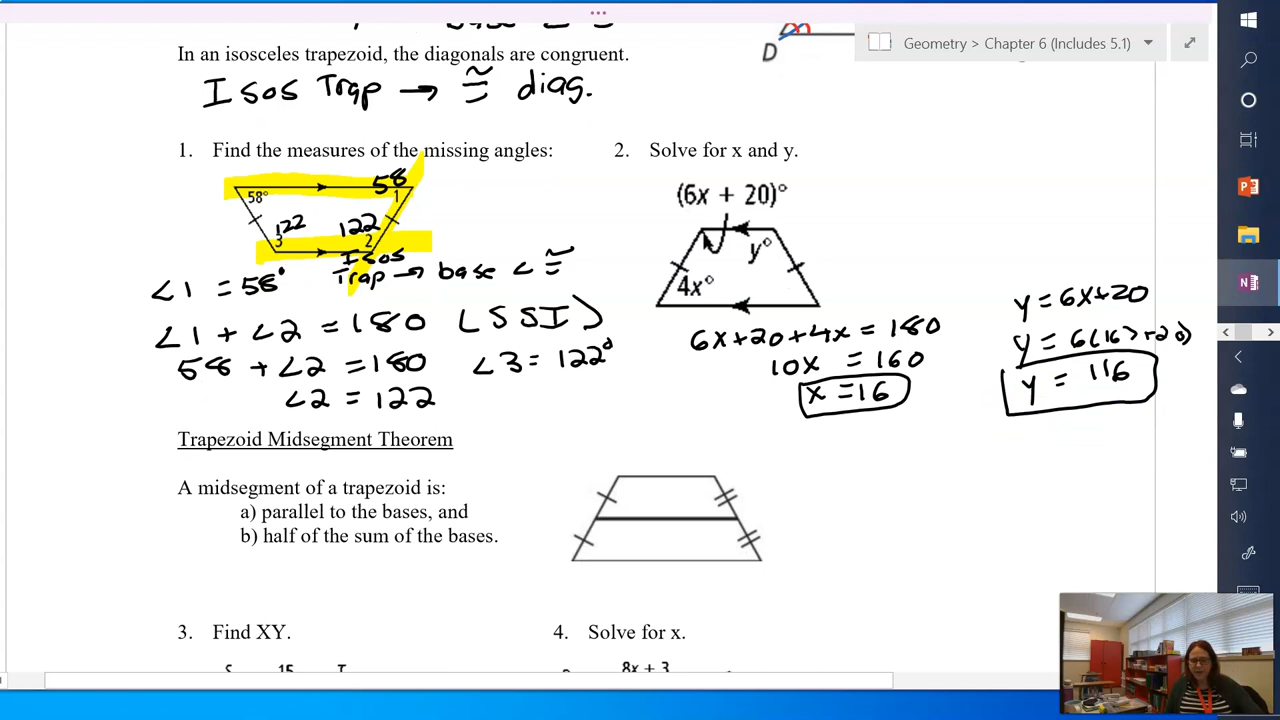 base ∠ ≅
D
Geometry > Chapter 6 (Includes 5.1)
In an isosceles trapezoid, the diagonals are congruent.
Isos Trap → ≅ diag.
1. Find the measures of the missing angles:
58° 58 1
122 122
3 2
Isos
Trap → base ∠ ≅
∠1 = 58°
∠1 + ∠2 = 180 (SSI)
58 + ∠2 = 180 ∠3 = 122°
∠2 = 122
2. Solve for x and y.
(6x + 20)°
y°
4x°
6x+20+4x = 180
10x = 160
x = 16
y = 6x+20
y = 6(16)+20
y = 116
Trapezoid Midsegment Theorem
A midsegment of a trapezoid is:
a) parallel to the bases, and
b) half of the sum of the bases.
3. Find XY.
15
4. Solve for x.
8x + 3